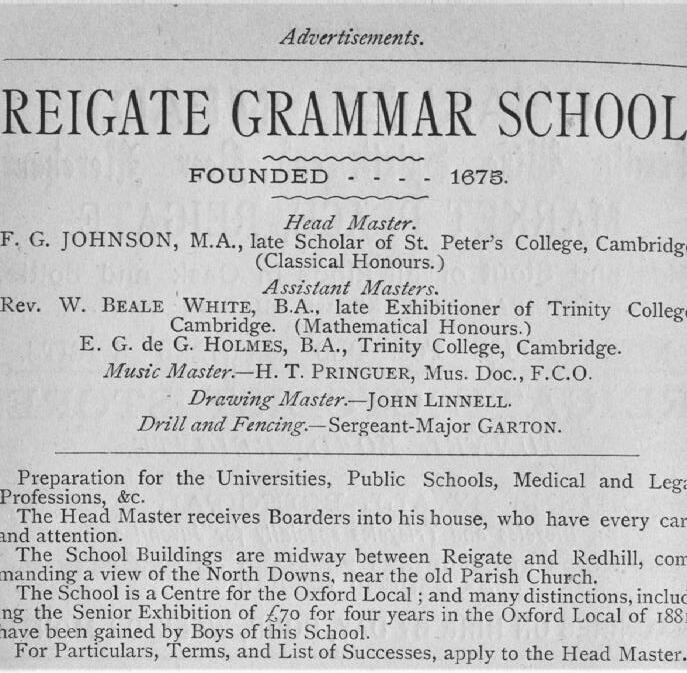 Advertisements.
REIGATE GRAMMAR SCHOOL
FOUNDED - - - - 1675.
Head Master.
F. G. JOHNSON, M.A., late Scholar of St. Peter's College, Cambridg
(Classical Honours.)
Assistant Masters.
Rev. W. BEALE WHITE, B.A., late Exhibitioner of Trinity Colleg
Cambridge. (Mathematical Honours.)
E. G. de G. HOLMES, B.A., Trinity College, Cambridge.
Music Master.—H. T. PRINGUER, Mus. Doc., F.C.O.
Drawing Master.—JOHN LINNELL.
Drill and Fencing.—Sergeant-Major GARTON.
Preparation for the Universities, Public Schools, Medical and Lega
Professions, &c.
The Head Master receives Boarders into his house, who have every car
and attention.
The School Buildings are midway between Reigate and Redhill, com
manding a view of the North Downs, near the old Parish Church.
The School is a Centre for the Oxford Local; and many distinctions, includ
ing the Senior Exhibition of £70 for four years in the Oxford Local of 1881
have been gained by Boys of this School.
For Particulars, Terms, and List of Successes, apply to the Head Master.